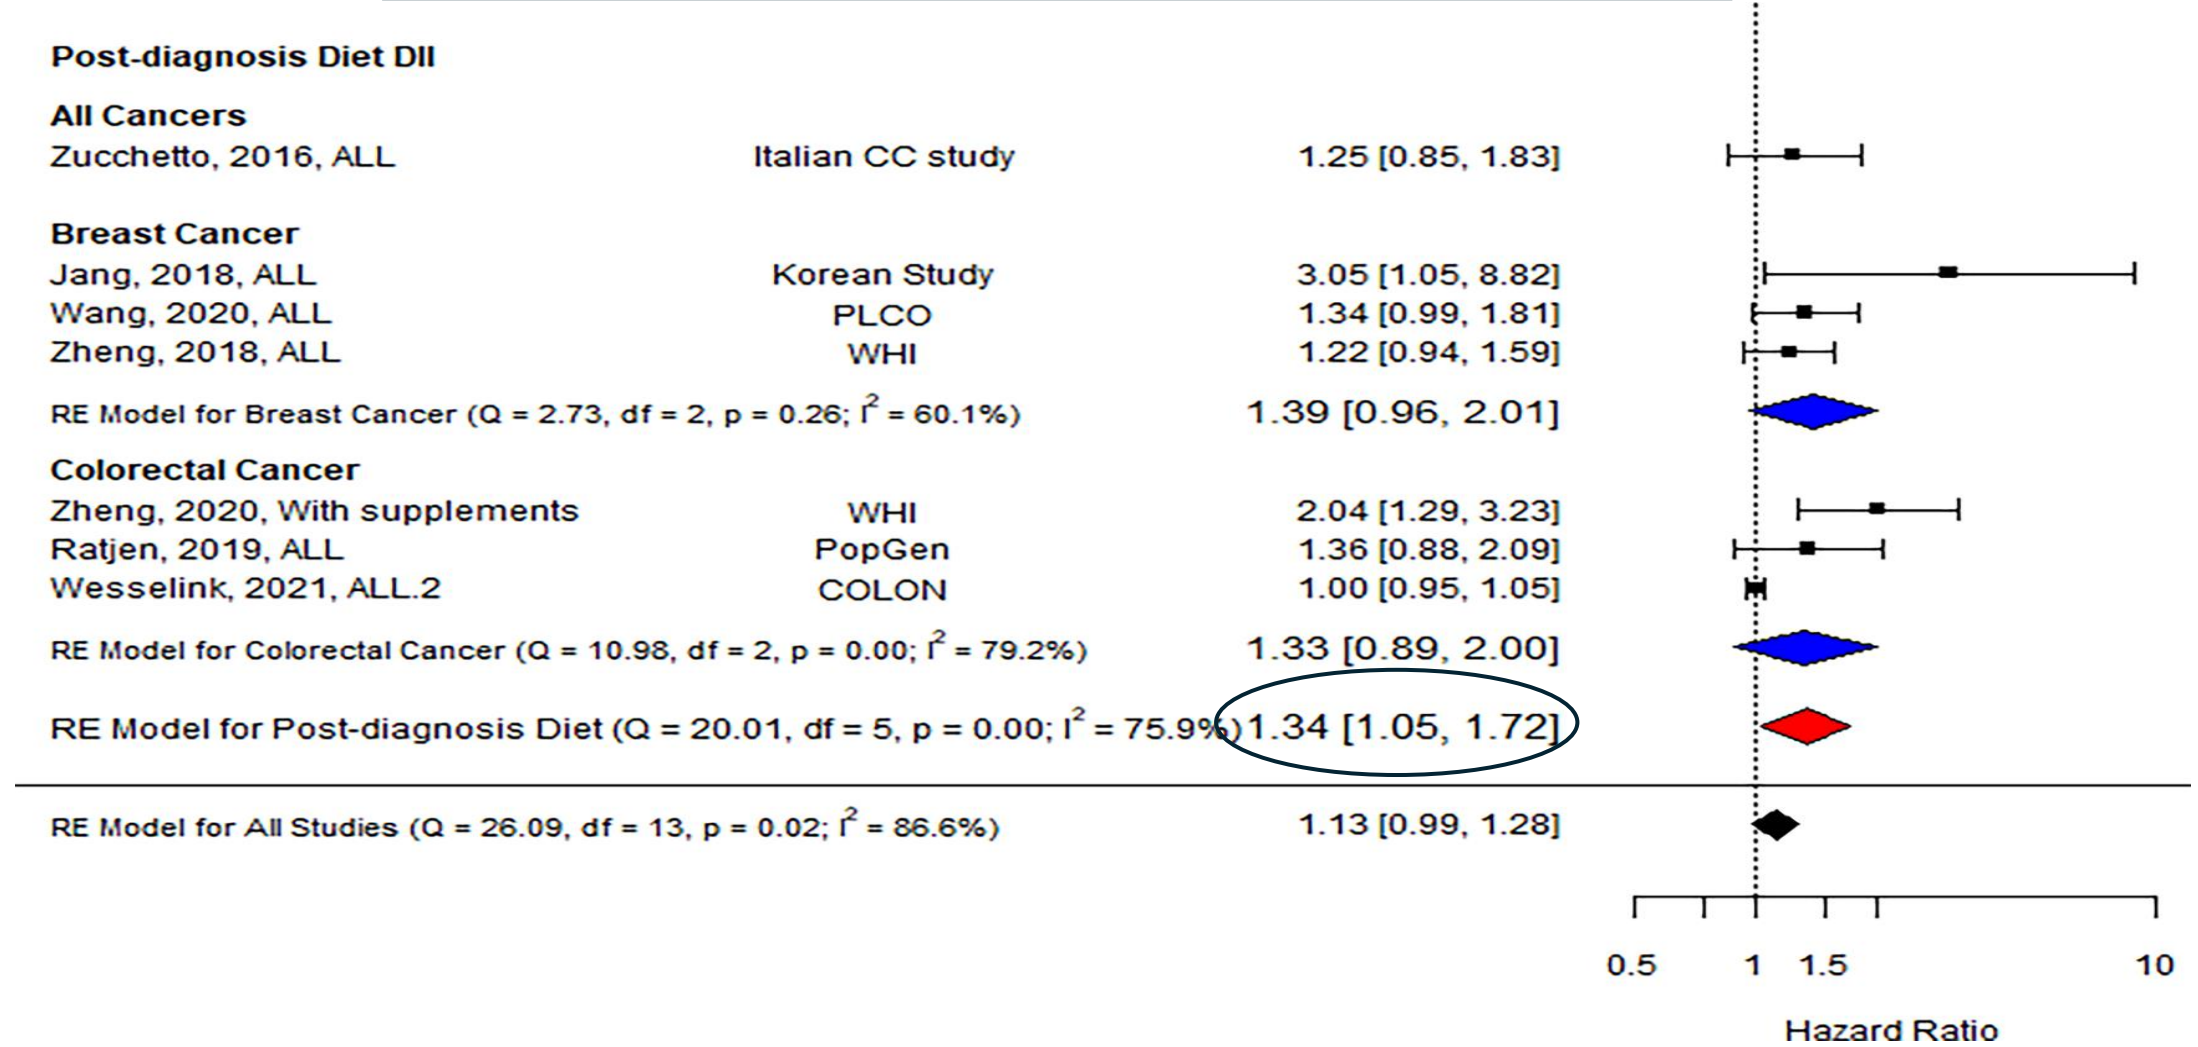 Post-diagnosis Diet DII
All Cancers
Zucchetto, 2016, ALL Italian CC study 1.25 [0.85, 1.83]
Breast Cancer
Jang, 2018, ALL Korean Study 3.05 [1.05, 8.82]
Wang, 2020, ALL PLCO 1.34 [0.99, 1.81]
Zheng, 2018, ALL WHI 1.22 [0.94, 1.59]
RE Model for Breast Cancer (Q = 2.73, df = 2, p = 0.26; I² = 60.1%) 1.39 [0.96, 2.01]
Colorectal Cancer
Zheng, 2020, With supplements WHI 2.04 [1.29, 3.23]
Ratjen, 2019, ALL PopGen 1.36 [0.88, 2.09]
Wesselink, 2021, ALL.2 COLON 1.00 [0.95, 1.05]
RE Model for Colorectal Cancer (Q = 10.98, df = 2, p = 0.00; I² = 79.2%) 1.33 [0.89, 2.00]
RE Model for Post-diagnosis Diet (Q = 20.01, df = 5, p = 0.00; I² = 75.9%) 1.34 [1.05, 1.72]
RE Model for All Studies (Q = 26.09, df = 13, p = 0.02; I² = 86.6%) 1.13 [0.99, 1.28]
0.5 1 1.5 10
Hazard Ratio